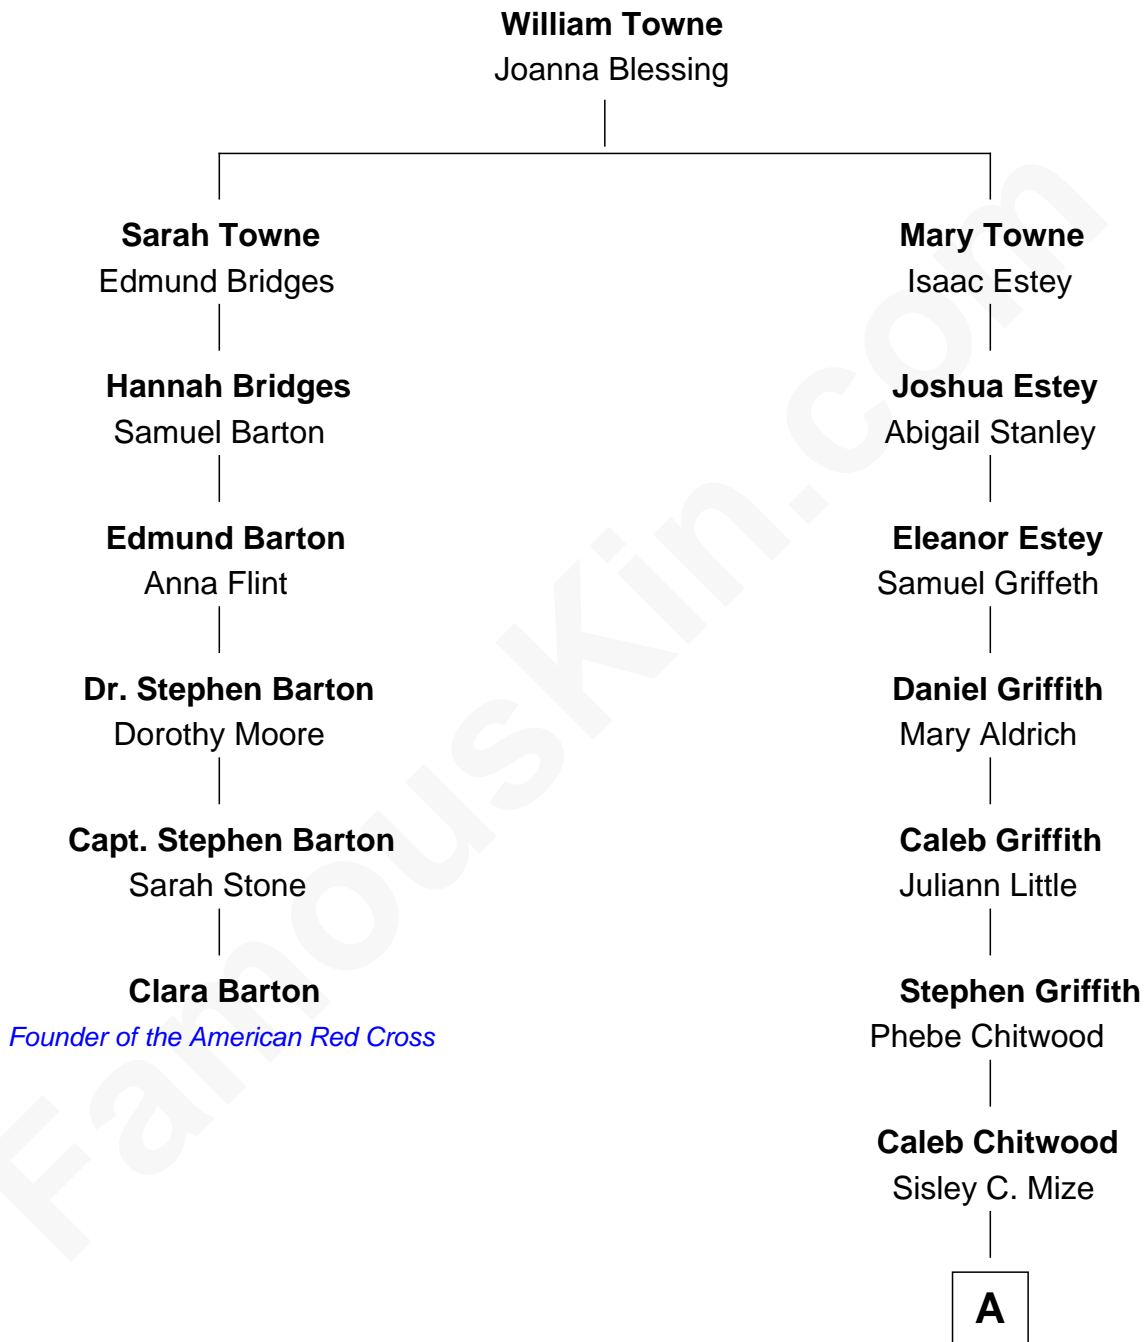 William Towne
Joanna Blessing
Sarah Towne
Edmund Bridges
Mary Towne
Isaac Estey
Hannah Bridges
Samuel Barton
Joshua Estey
Abigail Stanley
Edmund Barton
Anna Flint
Eleanor Estey
Samuel Griffeth
Dr. Stephen Barton
Dorothy Moore
Daniel Griffith
Mary Aldrich
Capt. Stephen Barton
Sarah Stone
Caleb Griffith
Juliann Little
Clara Barton
Founder of the American Red Cross
Stephen Griffith
Phebe Chitwood
Caleb Chitwood
Sisley C. Mize
A
FamousKin.com